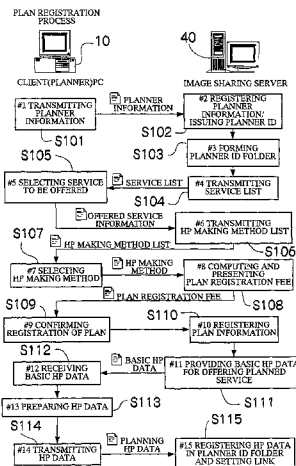 PLAN REGISTRATION
PROCESS
10
40
CLIENT(PLANNER)PC
IMAGE SHARING SERVER
#1 TRANSMITTING
PLANNER
INFORMATION
S101
PLANNER
INFORMATION
#2 REGISTERING
PLANNER
INFORMATION/
ISSUING PLANNER ID
S102
S103
#3 FORMING
PLANNER ID FOLDER
S105
SERVICE LIST
#4 TRANSMITTING
SERVICE LIST
S104
#5 SELECTING SERVICE
TO BE OFFERED
OFFERED SERVICE
INFORMATION
#6 TRANSMITTING
HP MAKING METHOD LIST
S106
HP MAKING METHOD LIST
S107
#7 SELECTING
HP MAKING METHOD
HP MAKING
METHOD
#8 COMPUTING AND
PRESENTING
PLAN REGISTRATION FEE
S108
PLAN REGISTRATION FEE
S109
#9 CONFIRMING
REGISTRATION OF PLAN
S110
#10 REGISTERING
PLAN INFORMATION
S112
BASIC HP
DATA
#11 PROVIDING BASIC HP DATA
FOR OFFERING PLANNED
SERVICE
S111
#12 RECEIVING
BASIC HP DATA
#13 PREPARING HP DATA
S113
S114
#14 TRANSMITTING
HP DATA
PLANNING
HP DATA
S115
#15 REGISTERING HP DATA
IN PLANNER ID FOLDER
AND SETTING LINK